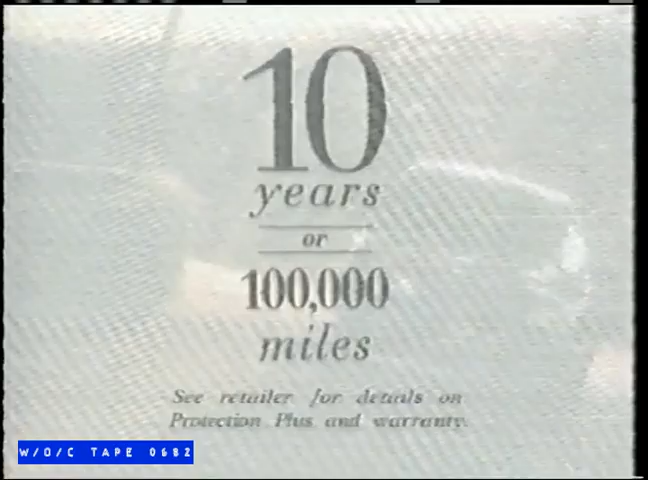 10
years
or
100,000
miles
See retailer for details on
Protection Plus and warranty.
W/O/C TAPE 0682